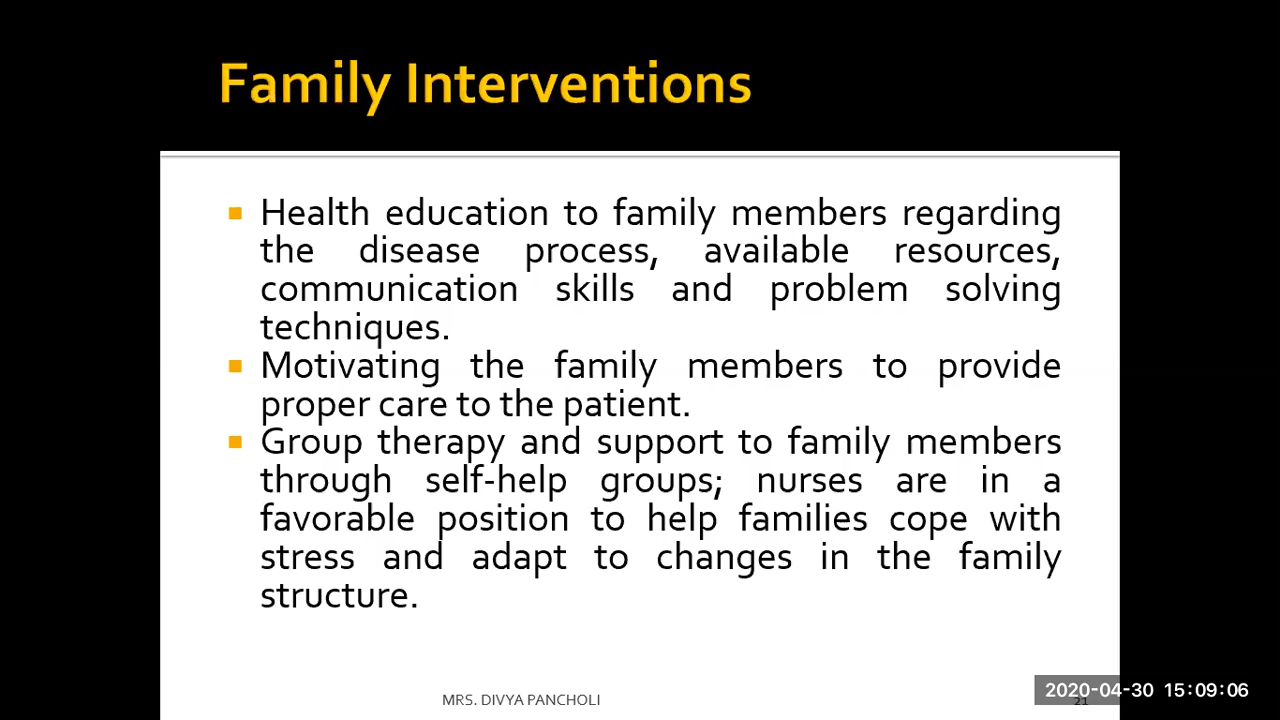 Family Interventions
Health education to family members regarding
the disease process, available resources,
communication skills and problem solving
techniques.
Motivating the family members to provide
proper care to the patient.
Group therapy and support to family members
through self-help groups; nurses are in a
favorable position to help families cope with
stress and adapt to changes in the family
structure.
MRS. DIVYA PANCHOLI
2020-04-30 15:09:06
21